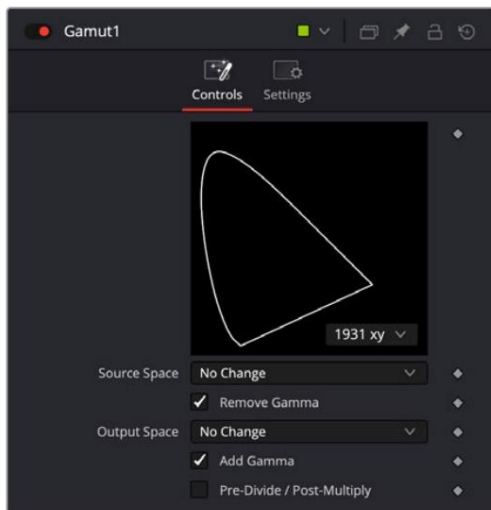 Gamut1
Controls Settings
1931 xy
Source Space No Change
Remove Gamma
Output Space No Change
Add Gamma
Pre-Divide / Post-Multiply